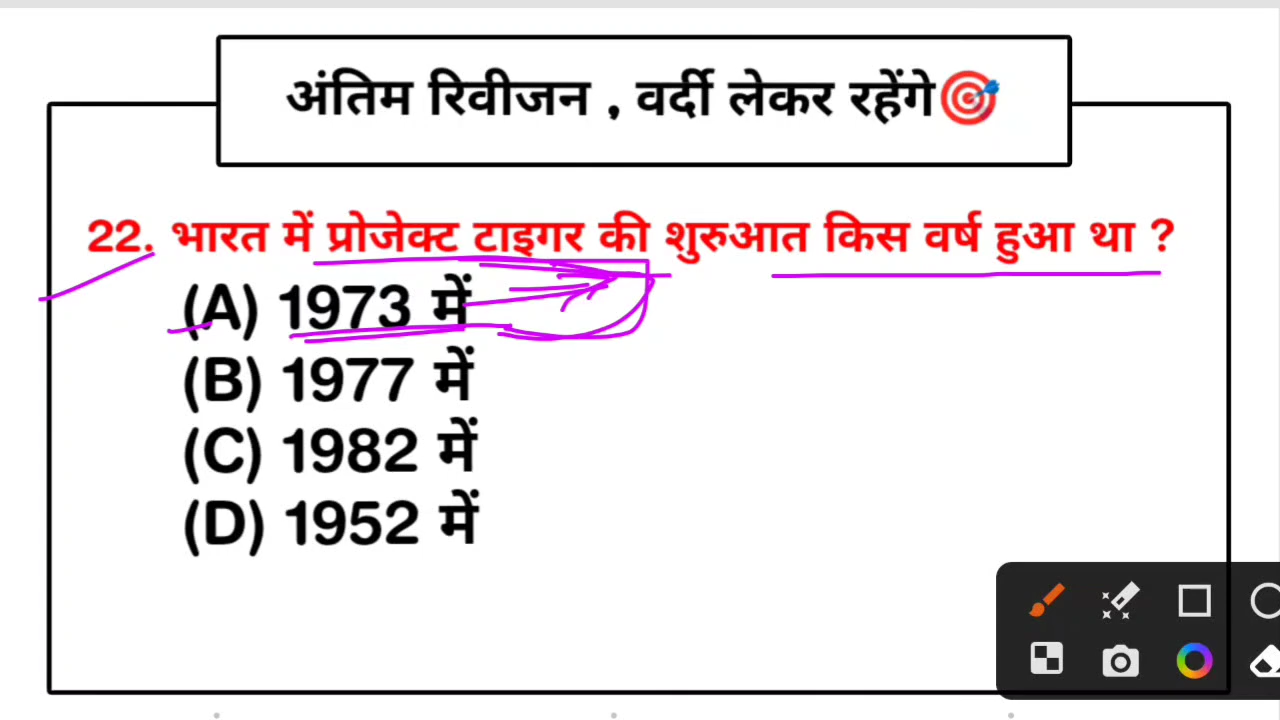 अंतिम रिवीजन , वर्दी लेकर रहेंगे🎯
22. भारत में प्रोजेक्ट टाइगर की शुरुआत किस वर्ष हुआ था ?
(A) 1973 में
(B) 1977 में
(C) 1982 में
(D) 1952 में